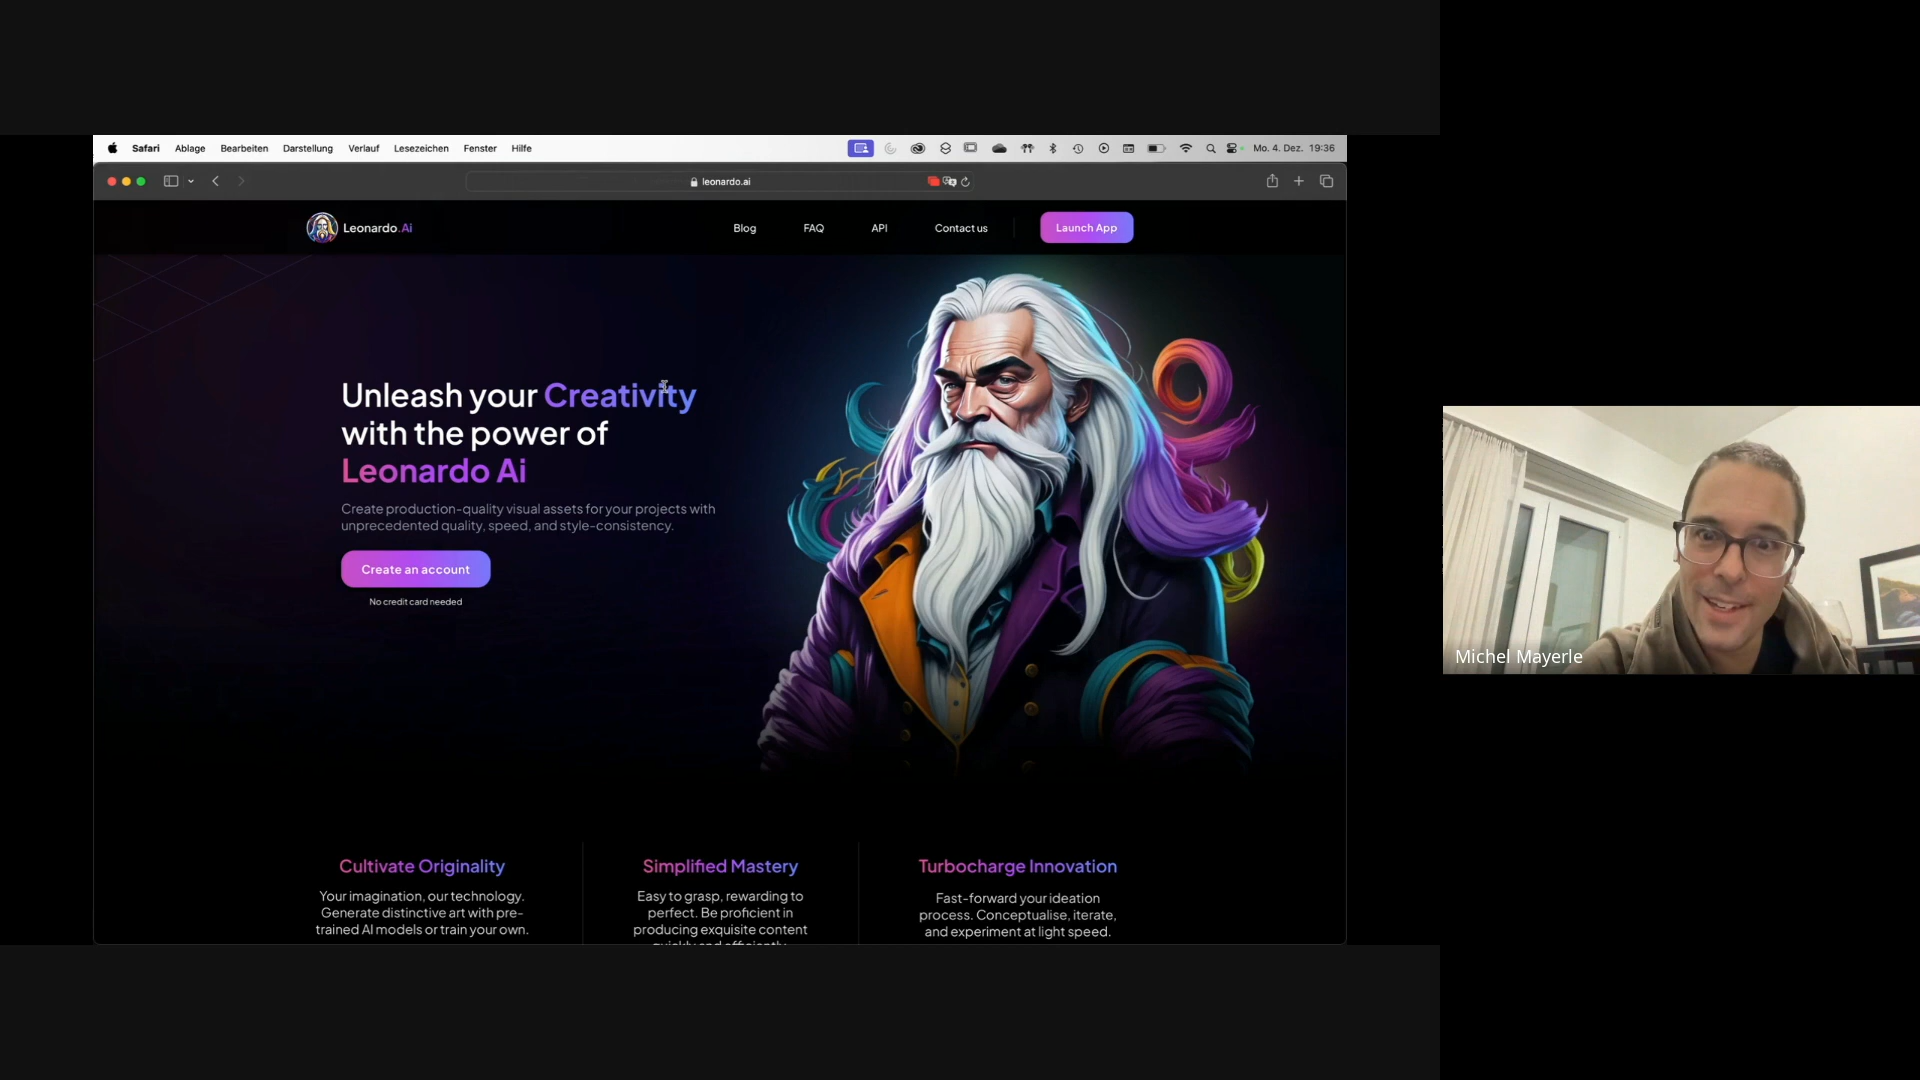 Safari Ablage Bearbeiten Darstellung Verlauf Lesezeichen Fenster Hilfe Mo. 4. Dez. 19:36
leonardo.ai
Leonardo.Ai Blog FAQ API Contact us Launch App
Unleash your Creativity
with the power of
Leonardo Ai
Create production-quality visual assets for your projects with
unprecedented quality, speed, and style-consistency.
Create an account
No credit card needed
Michel Mayerle
Cultivate Originality
Your imagination, our technology.
Generate distinctive art with pre-
trained AI models or train your own.
Simplified Mastery
Easy to grasp, rewarding to
perfect. Be proficient in
producing exquisite content
quickly and efficiently
Turbocharge Innovation
Fast-forward your ideation
process. Conceptualise, iterate,
and experiment at light speed.